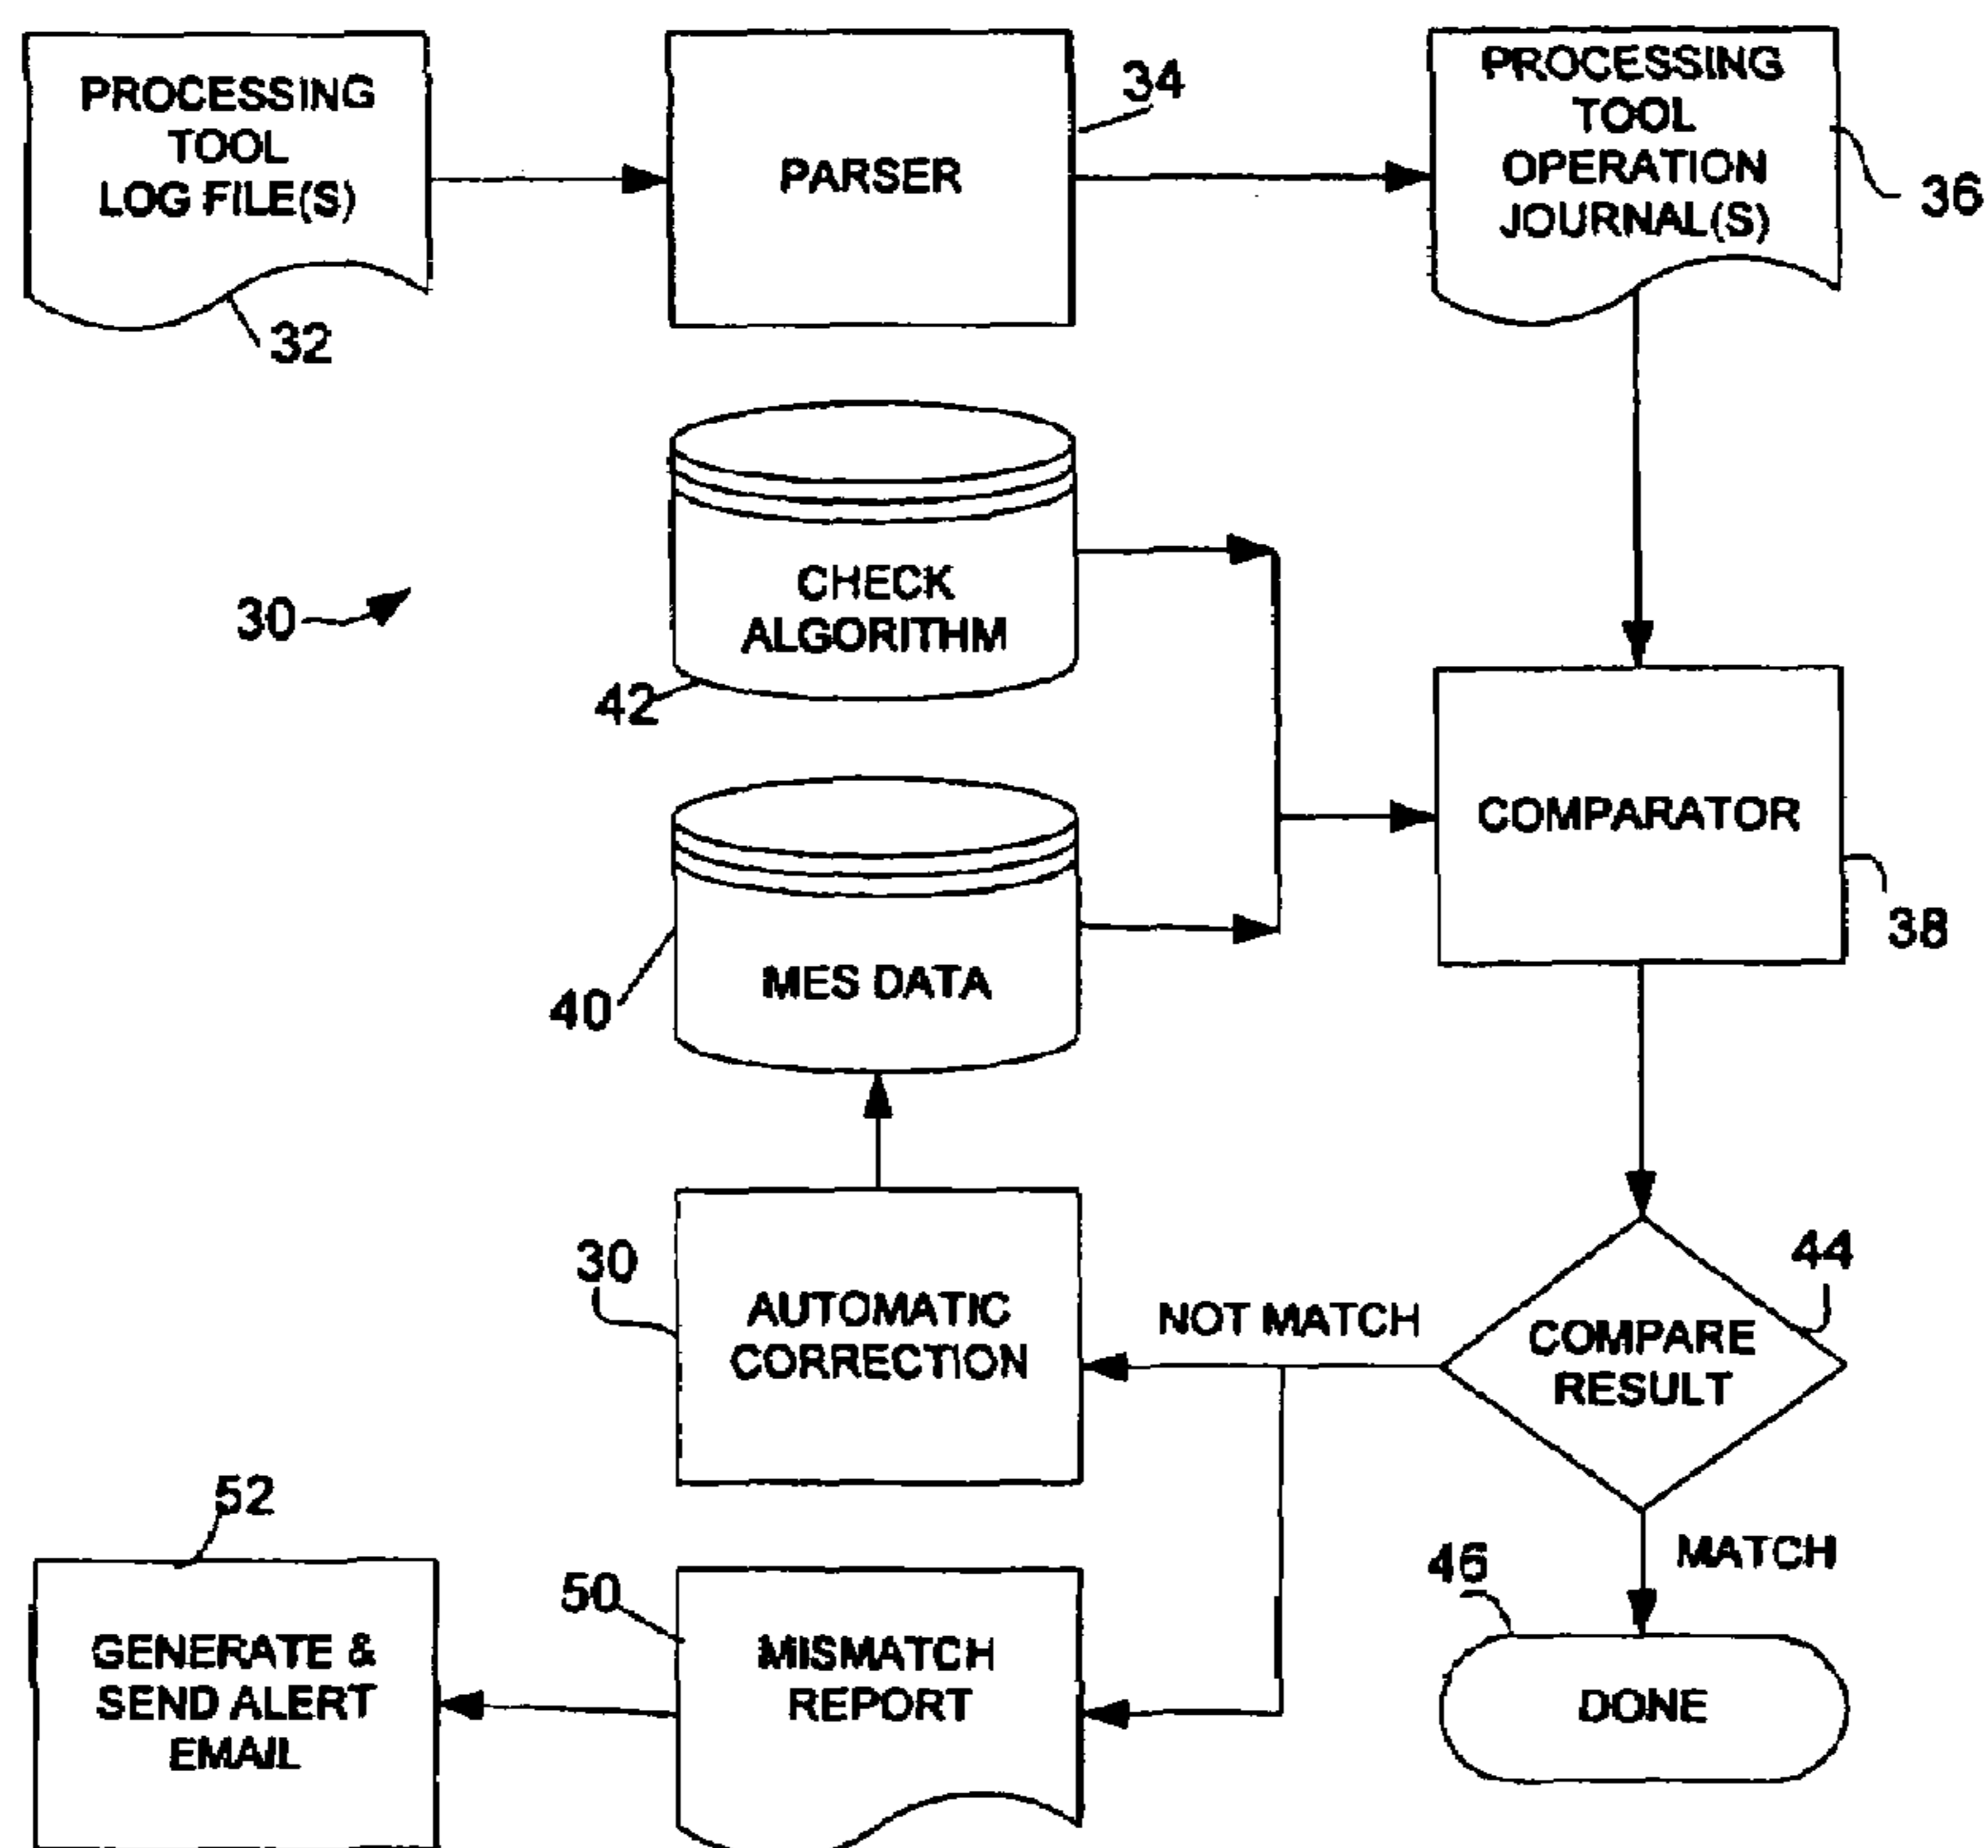 PROCESSING
TOOL
LOG FILE(S)
32
PARSER
34
PROCESSING
TOOL
OPERATION
JOURNAL(S)
36
CHECK
ALGORITHM
42
30
MES DATA
40
COMPARATOR
38
AUTOMATIC
CORRECTION
30
NOT MATCH
COMPARE
RESULT
44
MATCH
46
DONE
MISMATCH
REPORT
50
52
GENERATE &
SEND ALERT
EMAIL